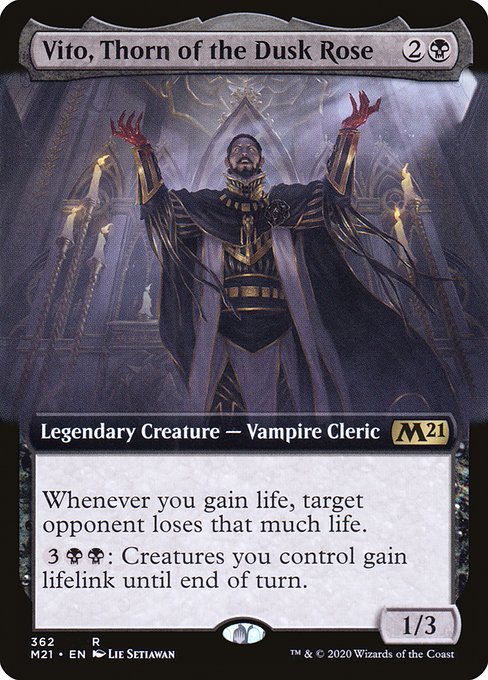 Vito, Thorn of the Dusk Rose 2
Legendary Creature — Vampire Cleric M21
Whenever you gain life, target
opponent loses that much life.
3: Creatures you control gain
lifelink until end of turn.
1/3
362 R
M21 • EN Lie Setiawan
™ & © 2020 Wizards of the Coast